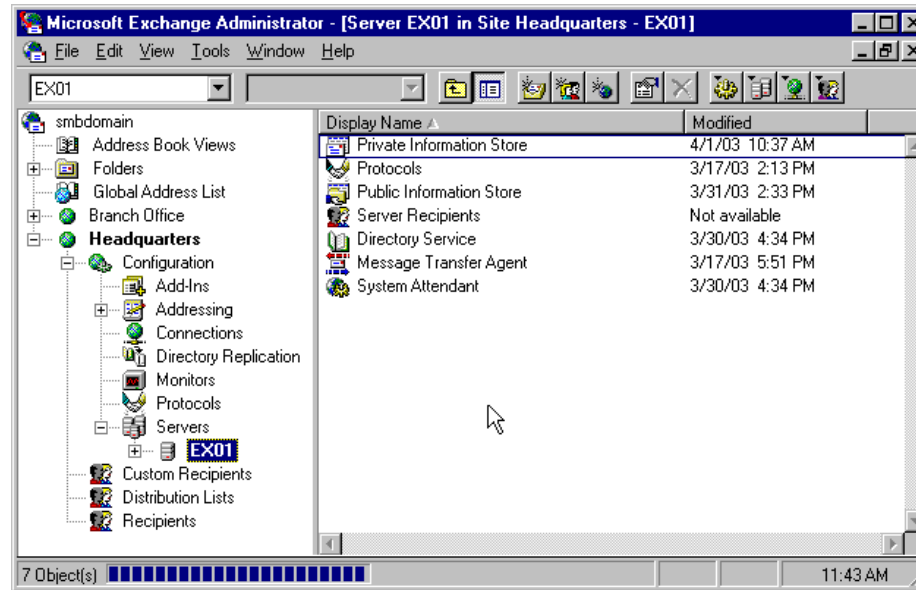 Microsoft Exchange Administrator - [Server EX01 in Site Headquarters - EX01]
File Edit View Tools Window Help
EX01
smbdomain
Address Book Views
Folders
Global Address List
Branch Office
Headquarters
Configuration
Add-Ins
Addressing
Connections
Directory Replication
Monitors
Protocols
Servers
EX01
Custom Recipients
Distribution Lists
Recipients
Display Name Modified
Private Information Store 4/1/03 10:37 AM
Protocols 3/17/03 2:13 PM
Public Information Store 3/31/03 2:33 PM
Server Recipients Not available
Directory Service 3/30/03 4:34 PM
Message Transfer Agent 3/17/03 5:51 PM
System Attendant 3/30/03 4:34 PM
7 Object(s) 11:43 AM